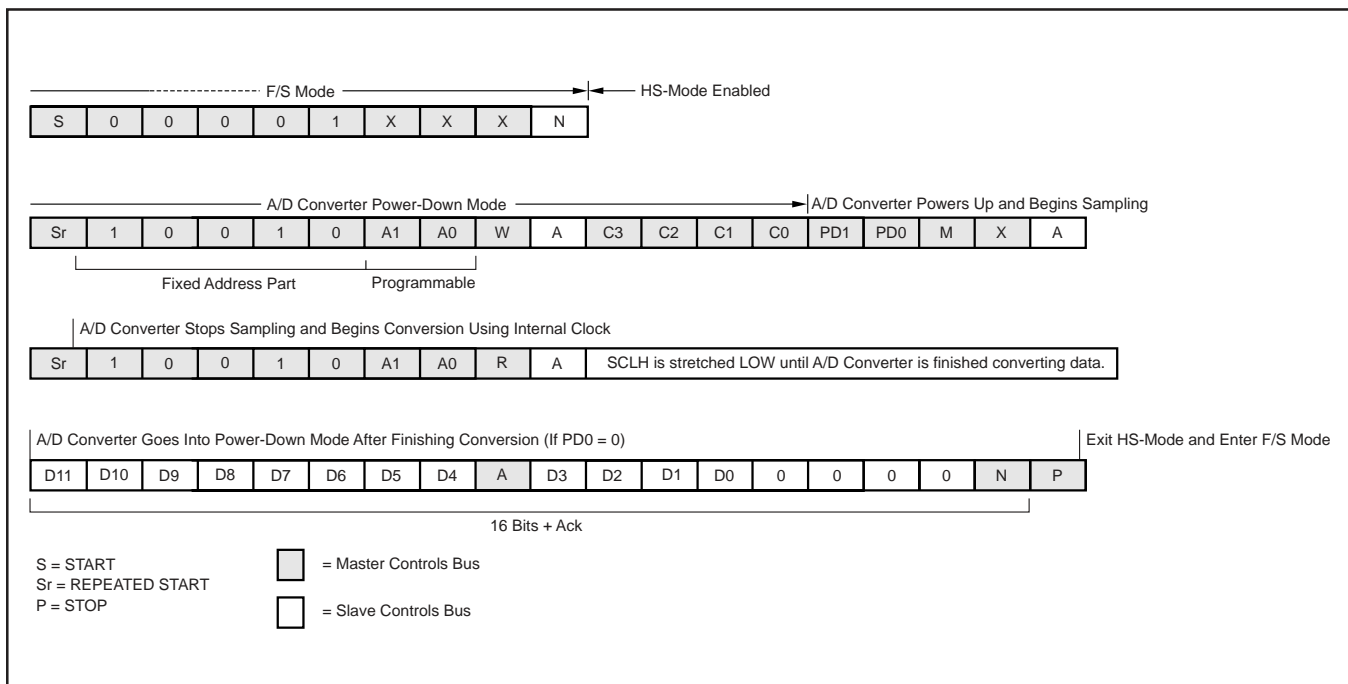 F/S Mode HS-Mode Enabled
S 0 0 0 0 1 X X X N
A/D Converter Power-Down Mode A/D Converter Powers Up and Begins Sampling
Sr 1 0 0 1 0 A1 A0 W A C3 C2 C1 C0 PD1 PD0 M X A
Fixed Address Part Programmable
A/D Converter Stops Sampling and Begins Conversion Using Internal Clock
Sr 1 0 0 1 0 A1 A0 R A SCLH is stretched LOW until A/D Converter is finished converting data.
A/D Converter Goes Into Power-Down Mode After Finishing Conversion (If PD0 = 0) Exit HS-Mode and Enter F/S Mode
D11 D10 D9 D8 D7 D6 D5 D4 A D3 D2 D1 D0 0 0 0 0 N P
16 Bits + Ack
S = START
Sr = REPEATED START
P = STOP
= Master Controls Bus
= Slave Controls Bus